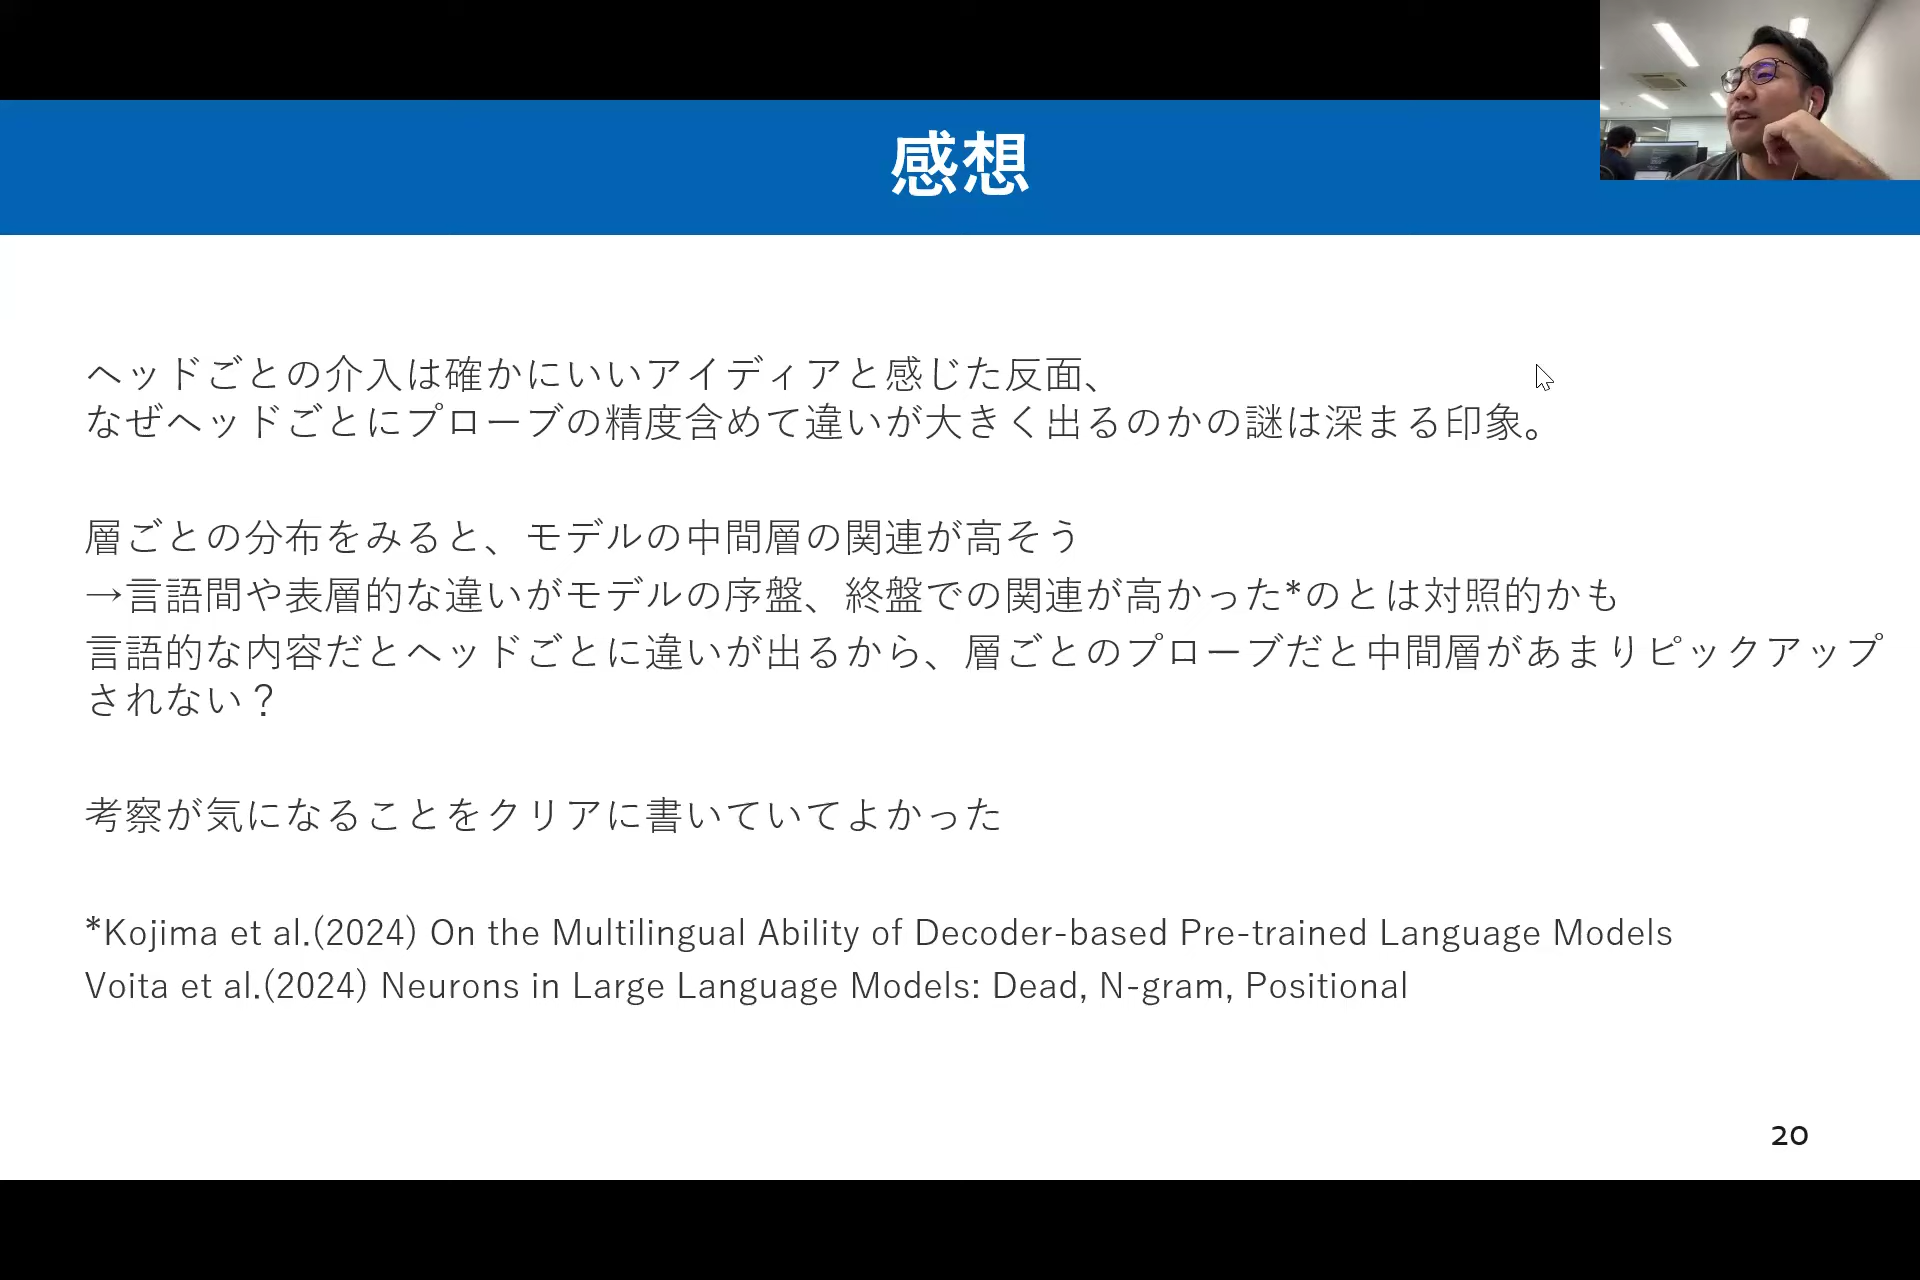 感想
ヘッドごとの介入は確かにいいアイディアと感じた反面、
なぜヘッドごとにプローブの精度含めて違いが大きく出るのかの謎は深まる印象。
層ごとの分布をみると、モデルの中間層の関連が高そう
→言語間や表層的な違いがモデルの序盤、終盤での関連が高かった*のとは対照的かも
言語的な内容だとヘッドごとに違いが出るから、層ごとのプローブだと中間層があまりピックアップ
されない？
考察が気になることをクリアに書いていてよかった
*Kojima et al.(2024) On the Multilingual Ability of Decoder-based Pre-trained Language Models
Voita et al.(2024) Neurons in Large Language Models: Dead, N-gram, Positional
20